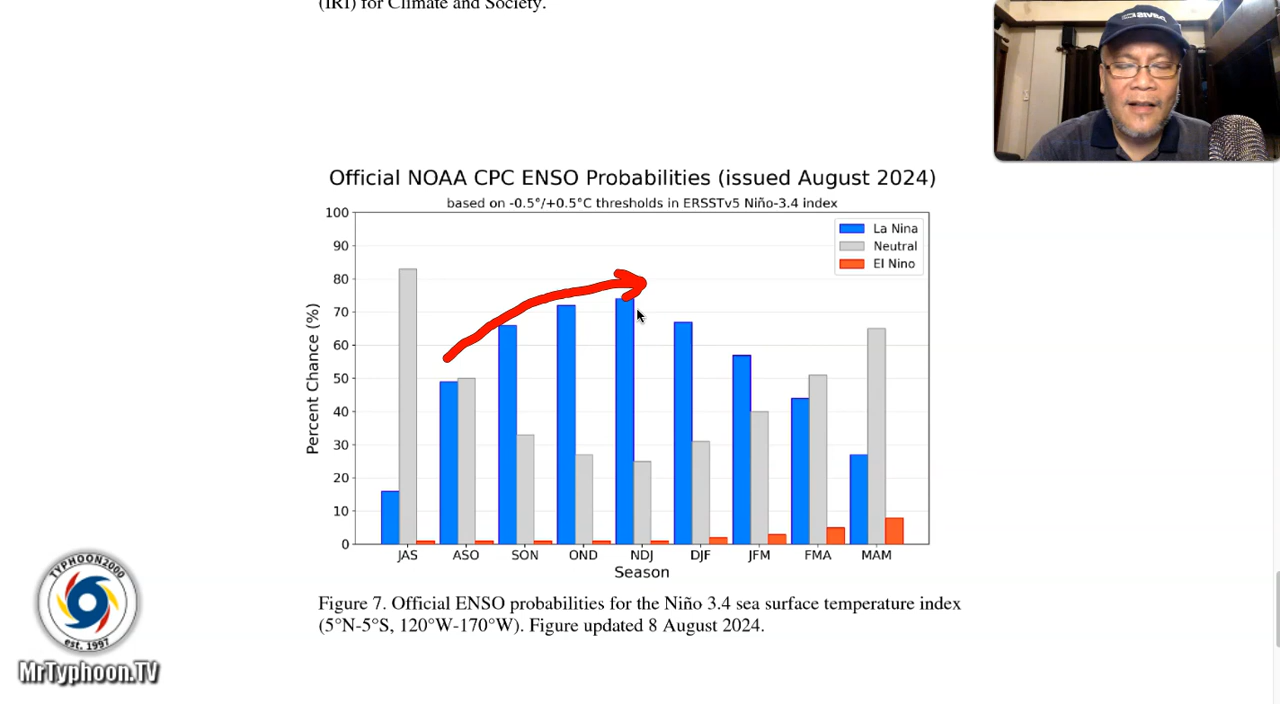 (IRI) for Climate and Society.
Official NOAA CPC ENSO Probabilities (issued August 2024)
based on -0.5°/+0.5°C thresholds in ERSSTv5 Niño-3.4 index
La Nina
Neutral
El Nino
Percent Chance (%)
100
90
80
70
60
50
40
30
20
10
0
JAS ASO SON OND NDJ DJF JFM FMA MAM
Season
Figure 7. Official ENSO probabilities for the Niño 3.4 sea surface temperature index
(5°N-5°S, 120°W-170°W). Figure updated 8 August 2024.
TYPHOON2000
est. 1997
MrTyphoon.TV